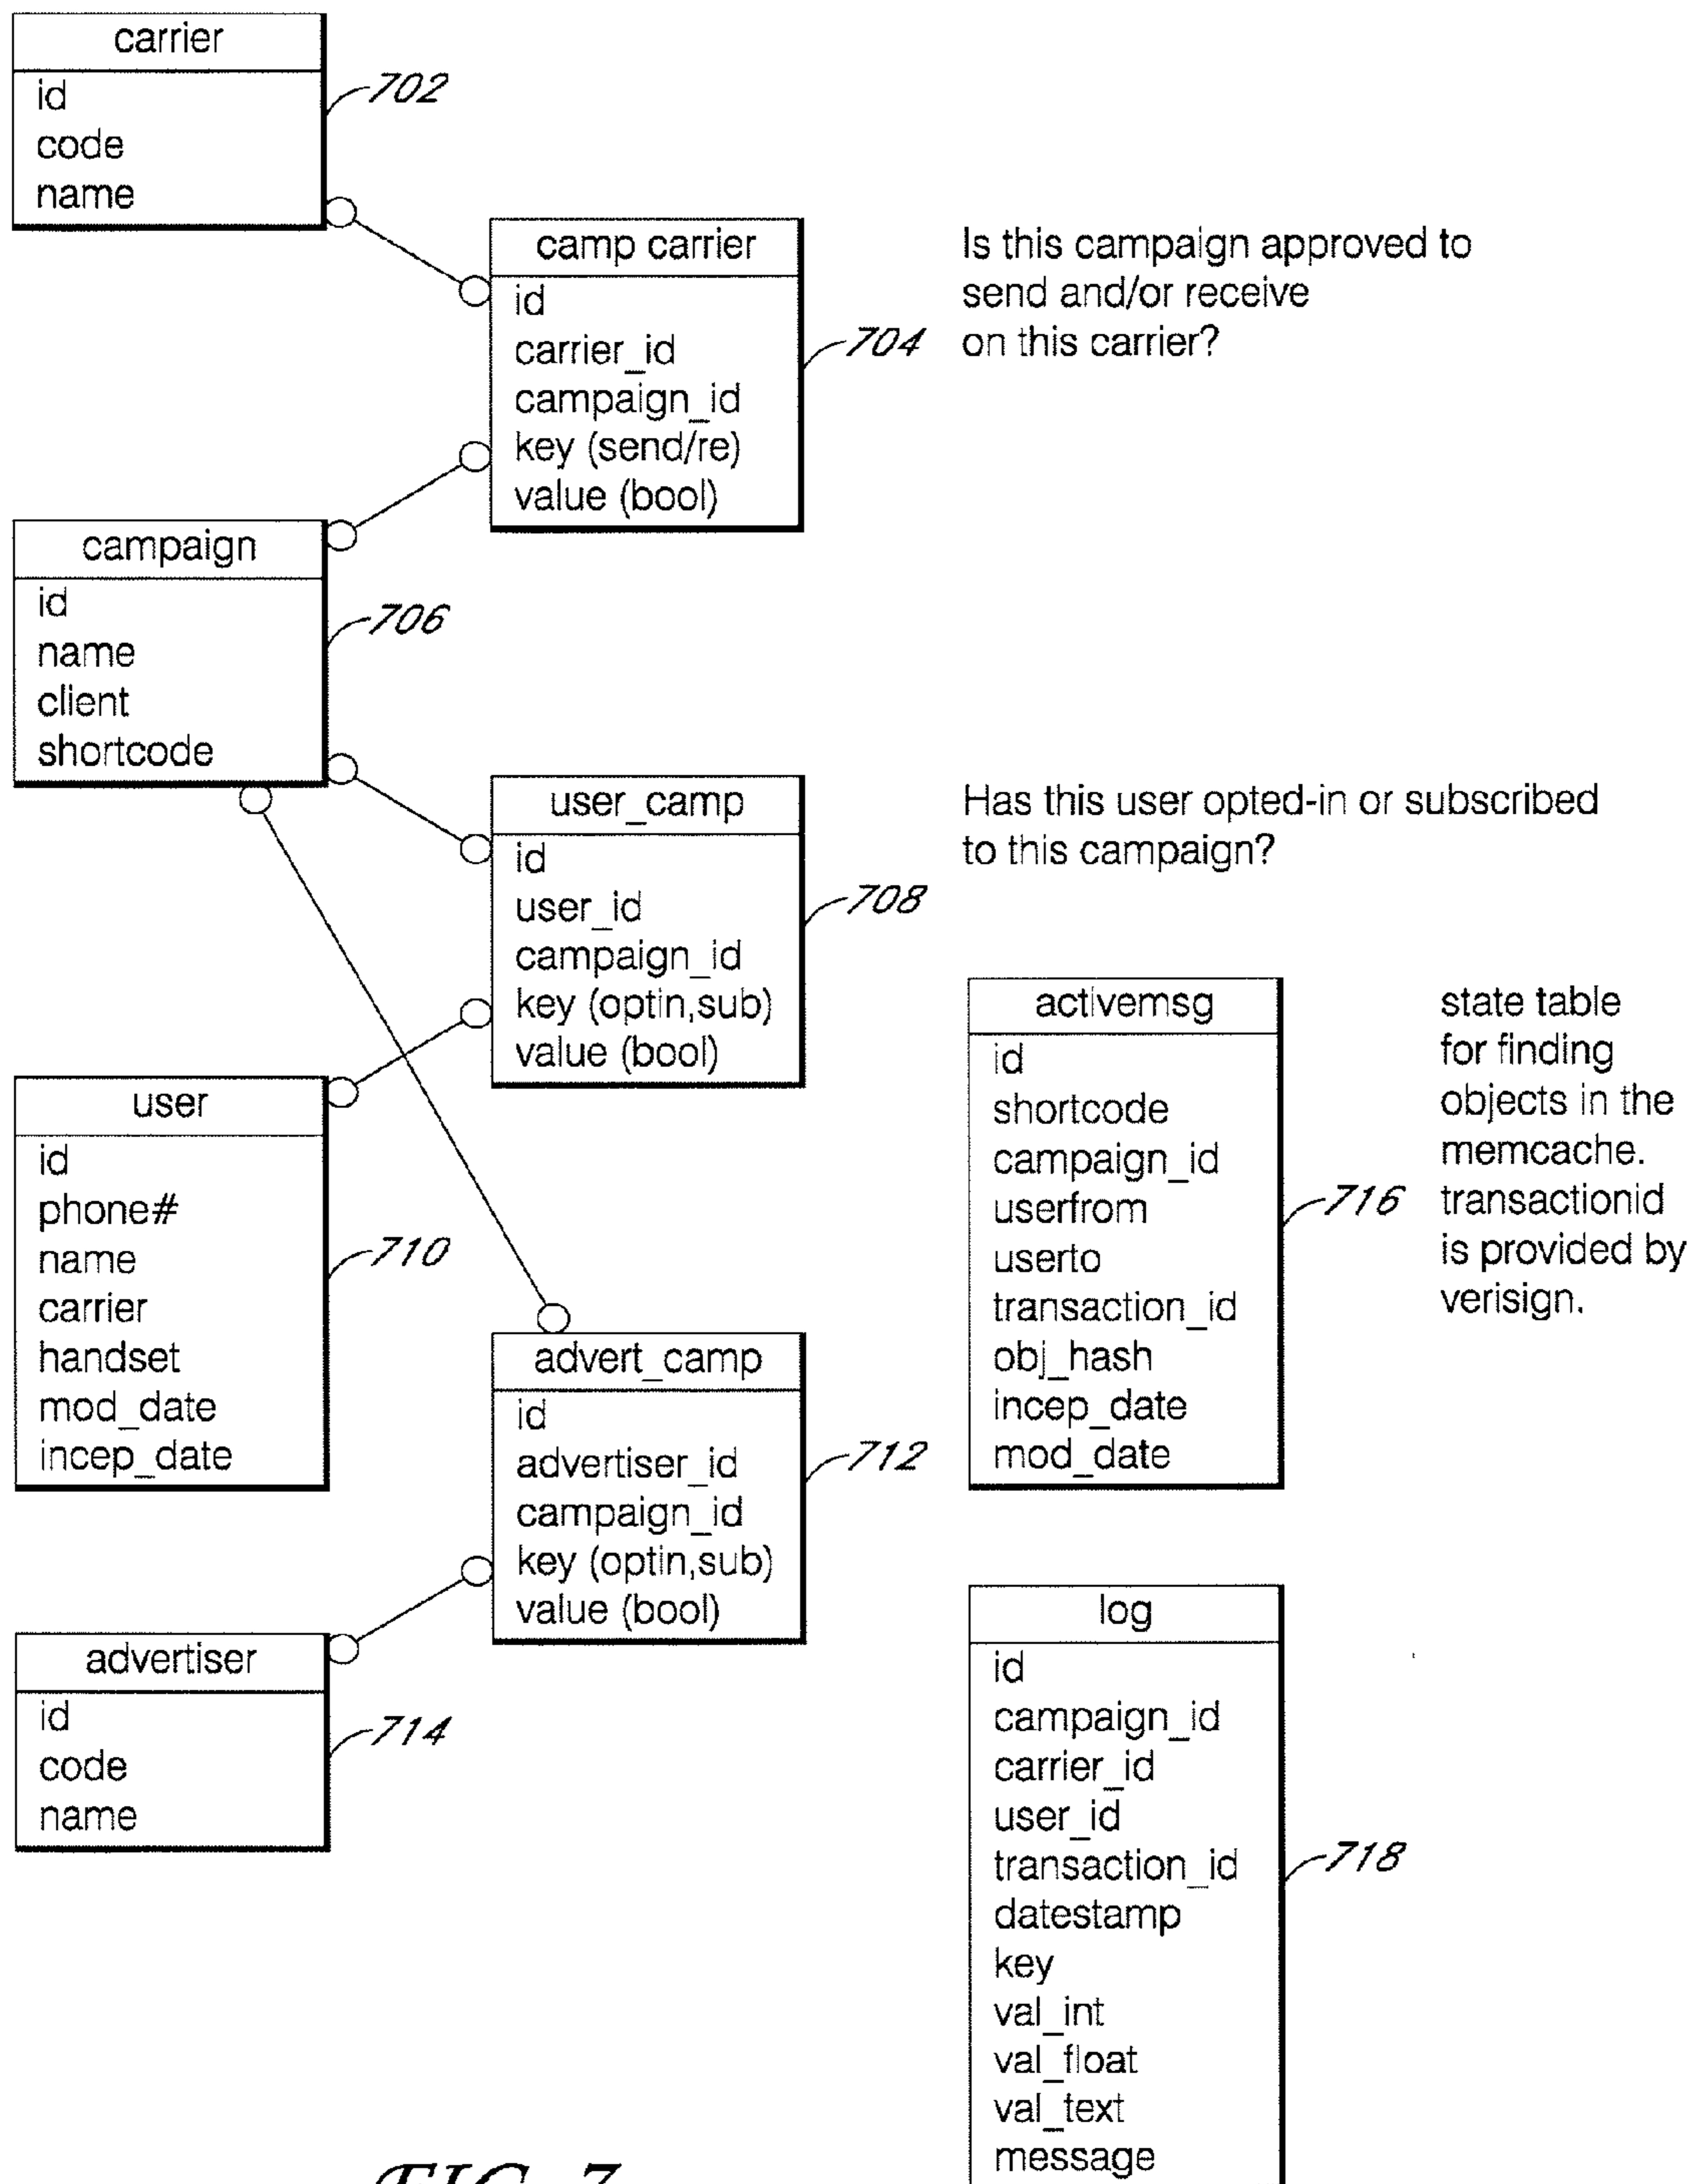 carrier
id
code
name
702
camp carrier
id
carrier_id
campaign_id
key (send/re)
value (bool)
704
Is this campaign approved to
send and/or receive
on this carrier?
campaign
id
name
client
shortcode
706
user_camp
id
user_id
campaign_id
key (optin,sub)
value (bool)
708
Has this user opted-in or subscribed
to this campaign?
user
id
phone#
name
carrier
handset
mod_date
incep_date
710
advert_camp
id
advertiser_id
campaign_id
key (optin,sub)
value (bool)
712
advertiser
id
code
name
714
activemsg
id
shortcode
campaign_id
userfrom
userto
transaction_id
obj_hash
incep_date
mod_date
716
state table
for finding
objects in the
memcache.
transactionid
is provided by
verisign.
log
id
campaign_id
carrier_id
user_id
transaction_id
datestamp
key
val_int
val_float
val_text
message
718
FIG. 7